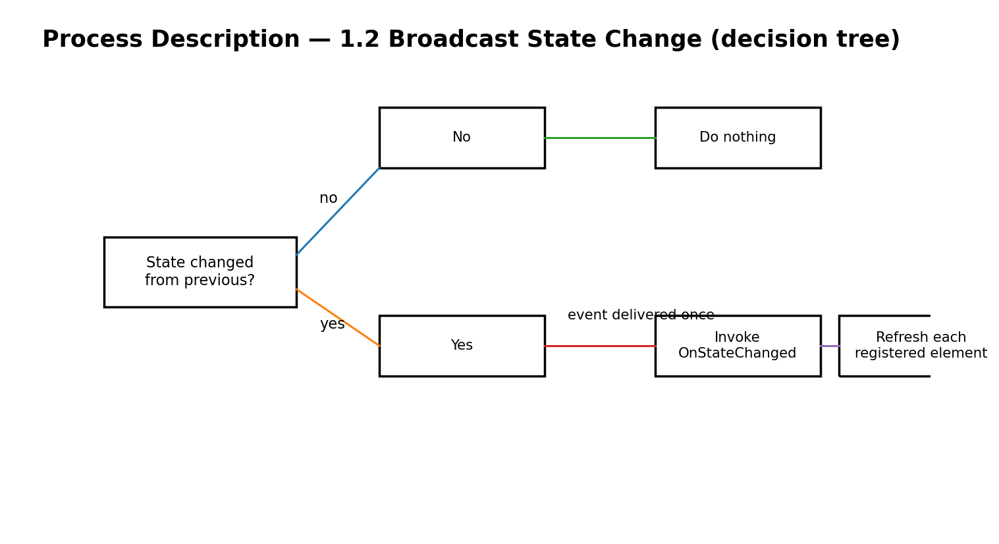 Process Description — 1.2 Broadcast State Change (decision tree)
No
Do nothing
no
State changed
from previous?
yes
Yes
event delivered once
Invoke
OnStateChanged
Refresh each
registered element